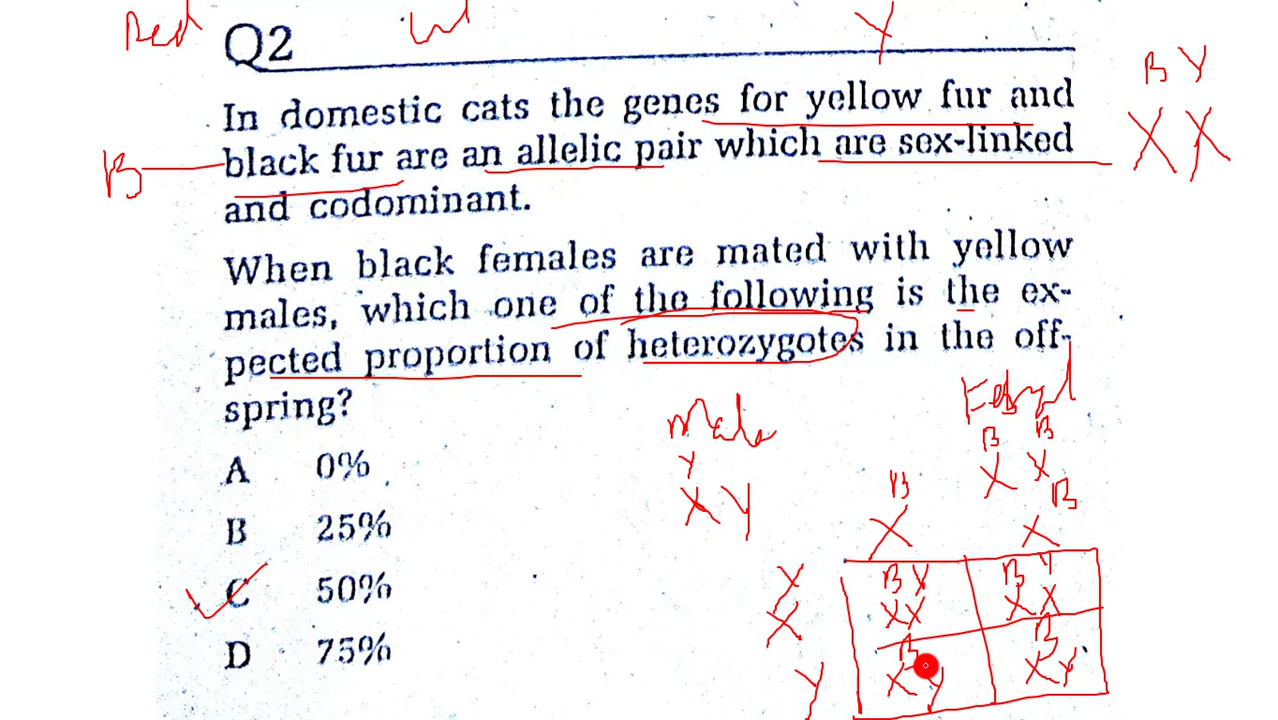 Red
Y
Q2
B Y
In domestic cats the genes for yellow fur and
X X
B
black fur are an allelic pair which are sex-linked
and codominant.
When black females are mated with yellow
males, which one of the following is the ex-
pected proportion of heterozygotes in the off-
spring?
Male
B B
Y
X X
A 0%
X Y
B B
X X
B 25%
Y
B Y
B Y
C 50%
X
XX
X X
B
B
D 75%
Y
X Y
X Y